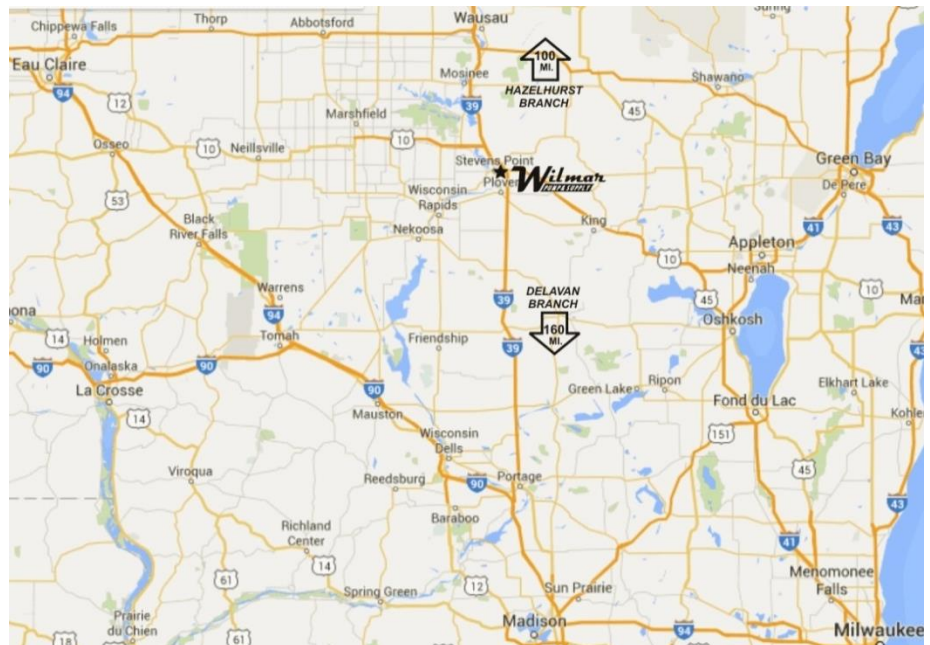 Wausau
Spring
Chippewa Falls
Thorp
Abbotsford
Eau Claire
100
MI.
Mosinee
Shawano
94
12
HAZELHURST
BRANCH
39
45
Marshfield
Osseo
10
Neillsville
10
Stevens Point
Wilmar
PUMP & SUPPLY
Green Bay
Plover
De Pere
53
Wisconsin
Rapids
Black
River Falls
Nekoosa
King
41
43
Appleton
10
Neenah
Warrens
DELAVAN
BRANCH
39
45
10
94
160
MI.
Oshkosh
14
Holmen
Tomah
Friendship
39
43
90
Onalaska
90
La Crosse
90
Green Lake
Ripon
Elkhart Lake
Mauston
Fond du Lac
14
Kohle
Wisconsin
Dells
151
45
Viroqua
Reedsburg
90
Portage
43
Baraboo
Richland
Center
41
14
Menomonee
Falls
61
Spring Green
12
Sun Prairie
Prairie
du Chien
Madison
94
Milwaukee
18
61